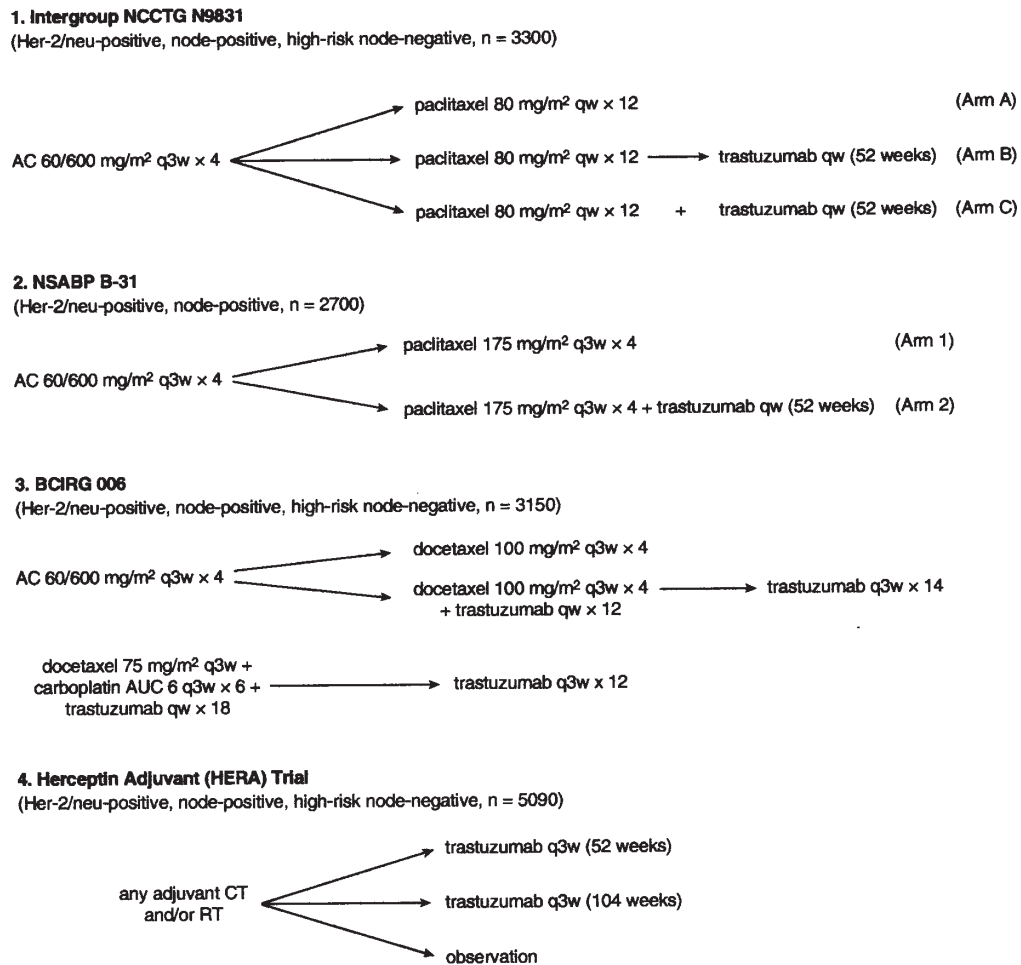 1. Intergroup NCCTG N9831
(Her-2/neu-positive, node-positive, high-risk node-negative, n = 3300)
paclitaxel 80 mg/m² qw × 12 (Arm A)
AC 60/600 mg/m² q3w × 4 paclitaxel 80 mg/m² qw × 12 trastuzumab qw (52 weeks) (Arm B)
paclitaxel 80 mg/m² qw × 12 + trastuzumab qw (52 weeks) (Arm C)
2. NSABP B-31
(Her-2/neu-positive, node-positive, n = 2700)
paclitaxel 175 mg/m² q3w × 4 (Arm 1)
AC 60/600 mg/m² q3w × 4
paclitaxel 175 mg/m² q3w × 4 + trastuzumab qw (52 weeks) (Arm 2)
3. BCIRG 006
(Her-2/neu-positive, node-positive, high-risk node-negative, n = 3150)
docetaxel 100 mg/m² q3w × 4
AC 60/600 mg/m² q3w × 4
docetaxel 100 mg/m² q3w × 4 trastuzumab q3w × 14
+ trastuzumab qw × 12
docetaxel 75 mg/m² q3w +
carboplatin AUC 6 q3w × 6 + trastuzumab q3w x 12
trastuzumab qw × 18
4. Herceptin Adjuvant (HERA) Trial
(Her-2/neu-positive, node-positive, high-risk node-negative, n = 5090)
trastuzumab q3w (52 weeks)
any adjuvant CT
and/or RT
trastuzumab q3w (104 weeks)
observation